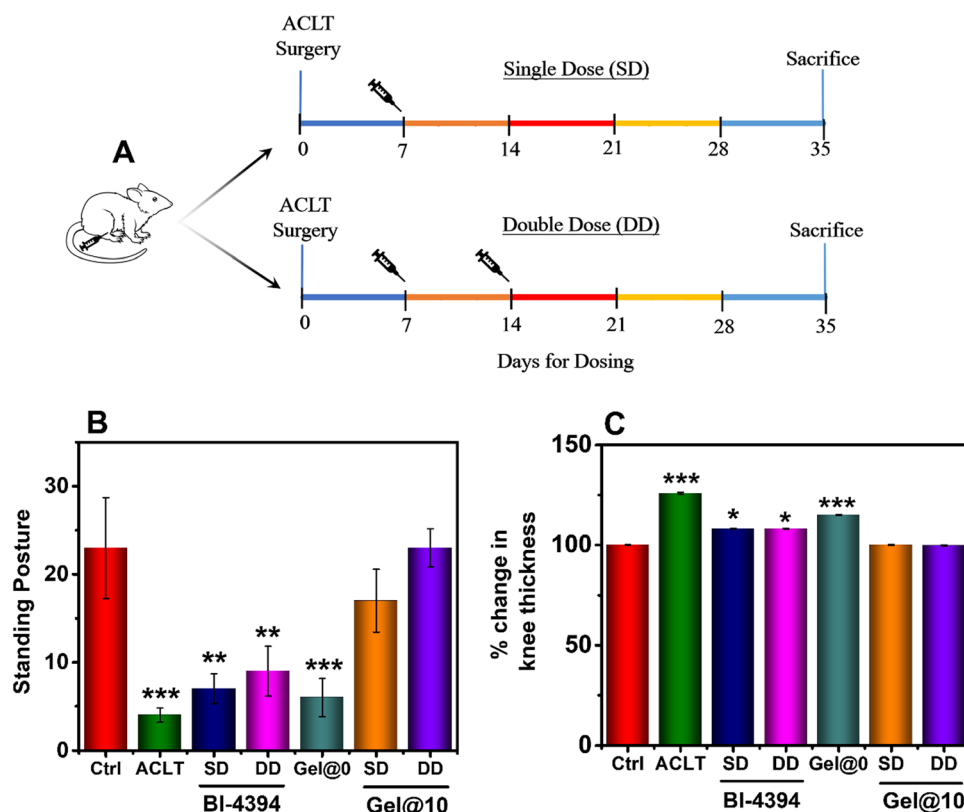 ACLT
Surgery
Single Dose (SD)
Sacrifice
0 7 14 21 28 35
A
ACLT
Surgery
Double Dose (DD)
Sacrifice
0 7 14 21 28 35
Days for Dosing
B
Standing Posture
30
20
10
0
*** ** ** ***
Ctrl ACLT SD DD Gel@0 SD DD
BI-4394 Gel@10
C
% change in
knee thickness
150
100
50
0
*** * * ***
Ctrl ACLT SD DD Gel@0 SD DD
BI-4394 Gel@10